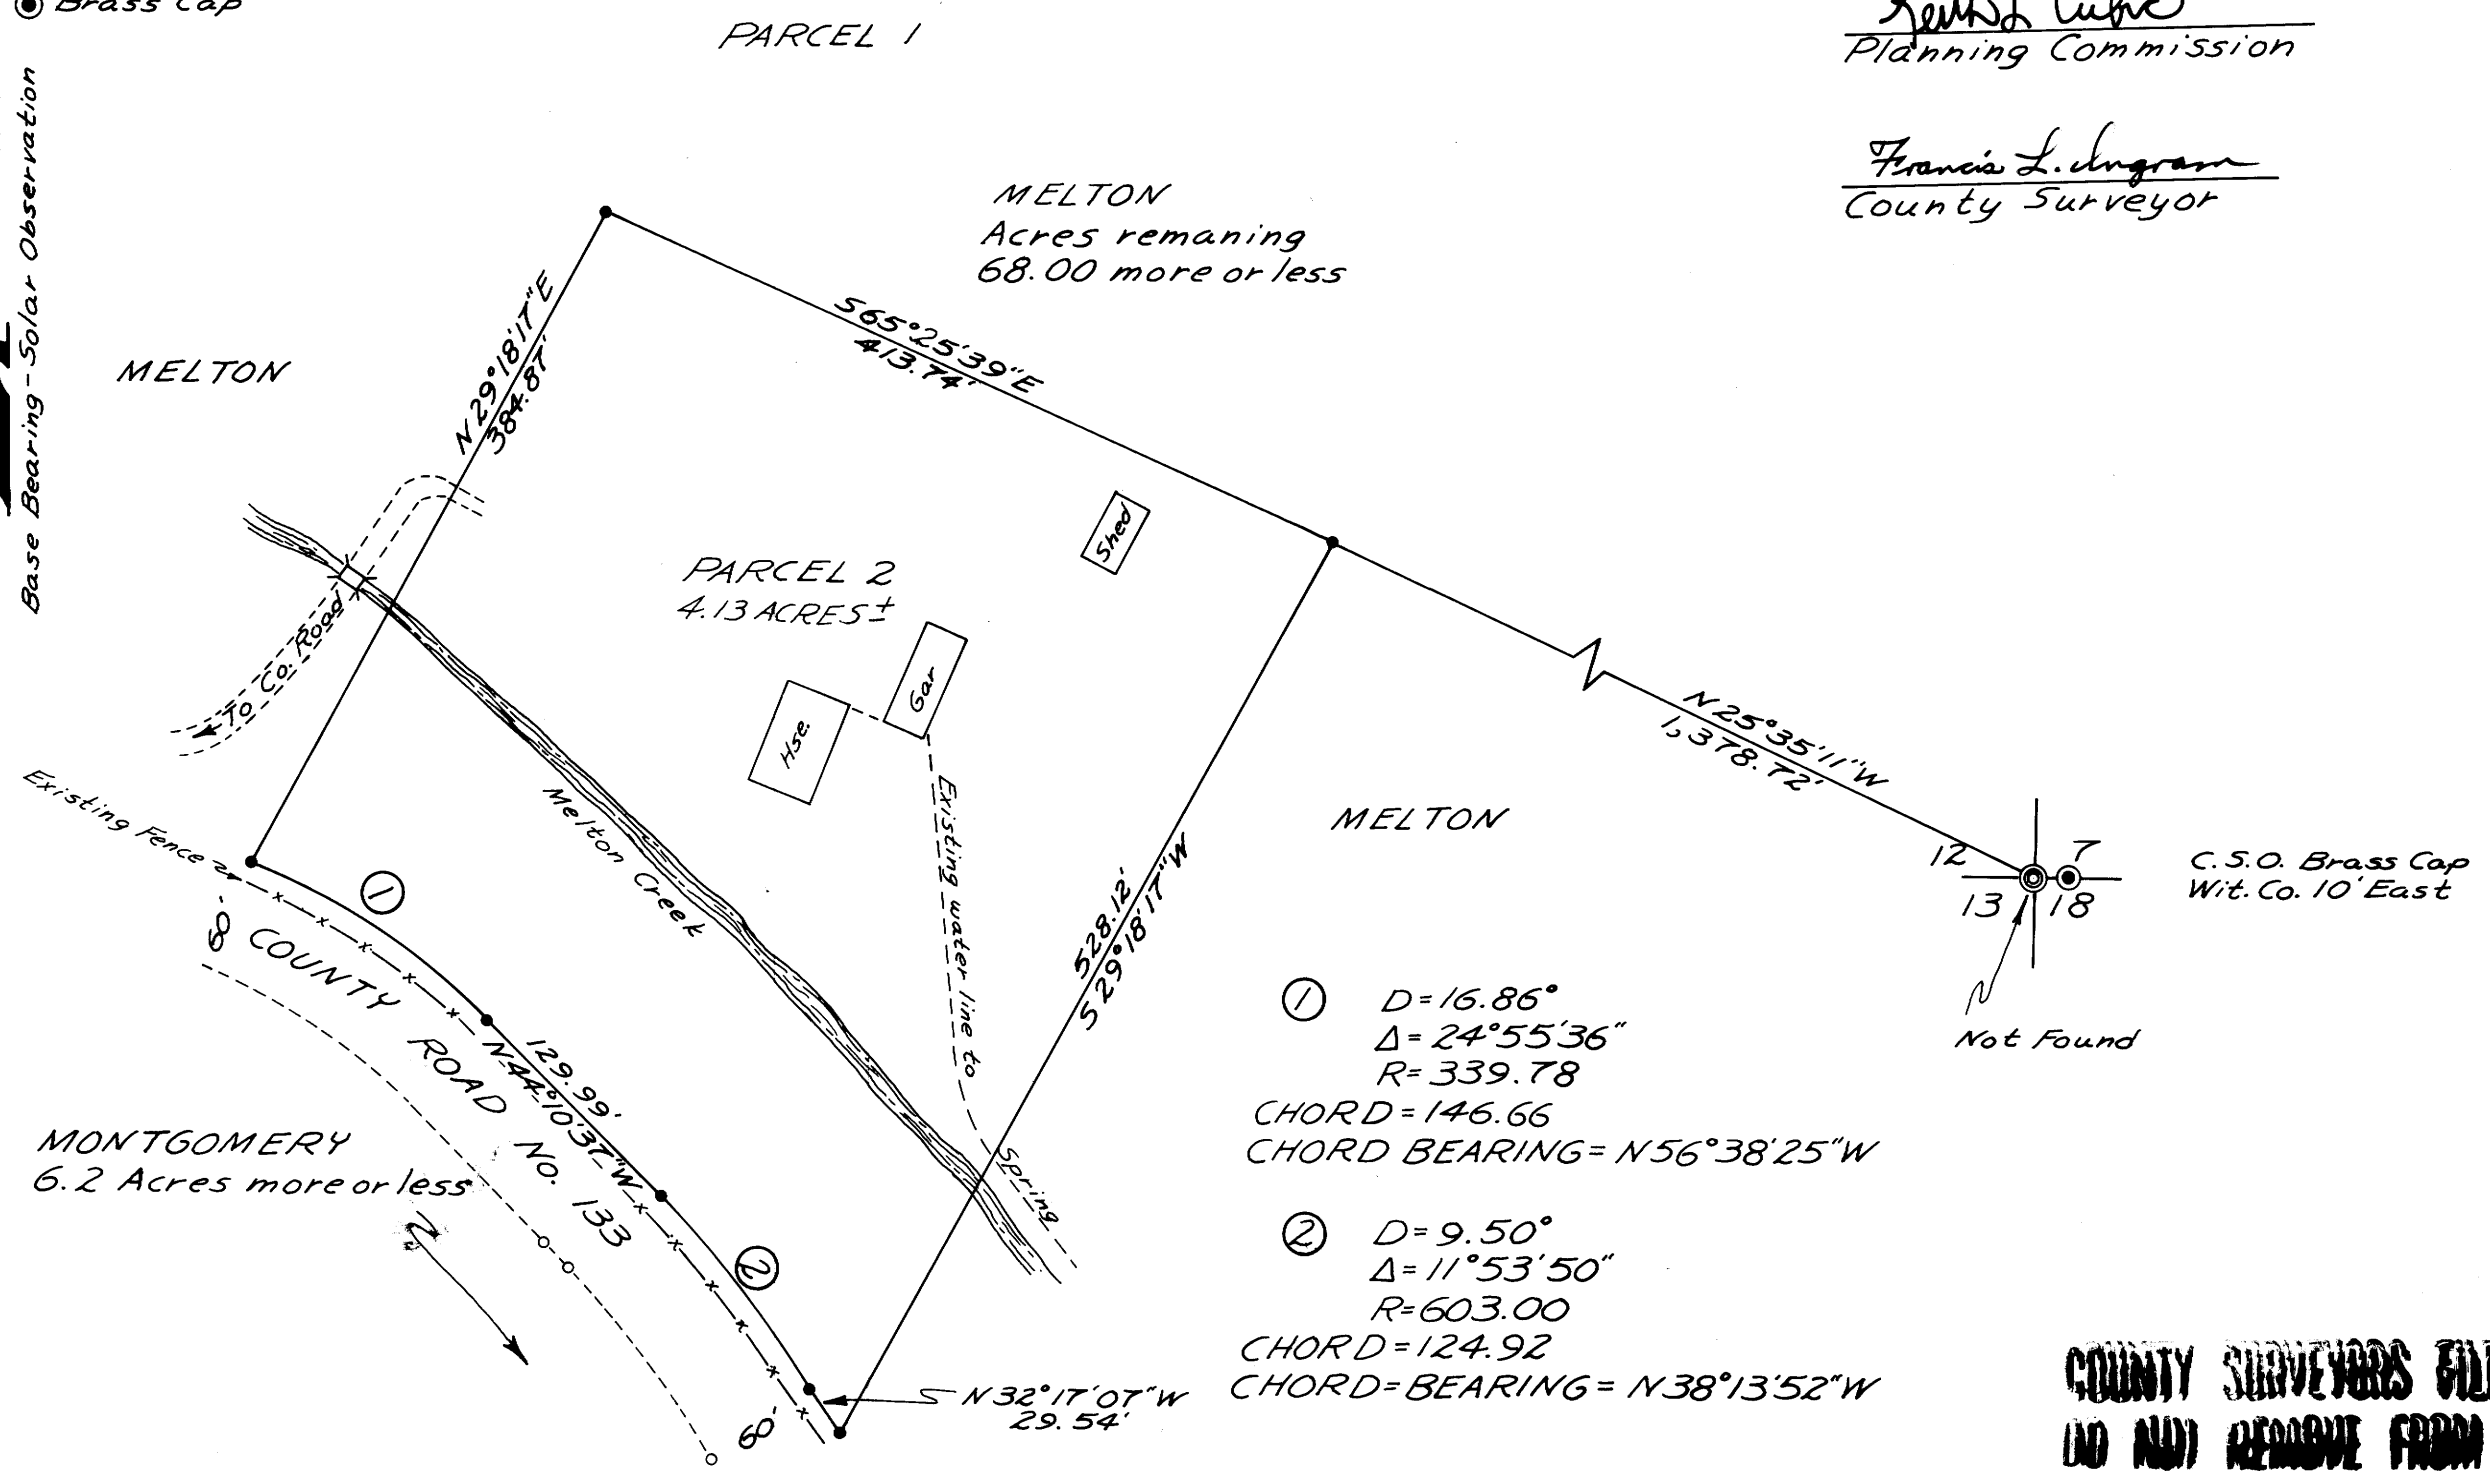 Brass Cap
Base Bearing-Solar Observation
PARCEL 1
Planning Commission
Francis L. Ingram
County Surveyor
MELTON
Acres remaning
68.00 more or less
MELTON
N29°18'17"E
384.87'
S65°25'39"E
413.74'
Shed
PARCEL 2
4.13 ACRES±
Gar
Hse.
To Co. Road
Melton Creek
Existing water line to Spring
Existing Fence
MELTON
528.12'
S29°18'17"W
N25°35'11"W
1,378.72'
12
7
13
18
C.S.O. Brass Cap
Wit. Co. 10' East
Not Found
1
60'
COUNTY ROAD NO. 133
129.99'
N44°10'37"W
2
60'
MONTGOMERY
6.2 Acres more or less
N32°17'07"W
29.54'
1 D=16.86°
Δ=24°55'36"
R=339.78
CHORD=146.66
CHORD BEARING=N56°38'25"W
2 D=9.50°
Δ=11°53'50"
R=603.00
CHORD=124.92
CHORD=BEARING=N38°13'52"W
COUNTY SURVEYORS
DO NOT REMOVE FROM